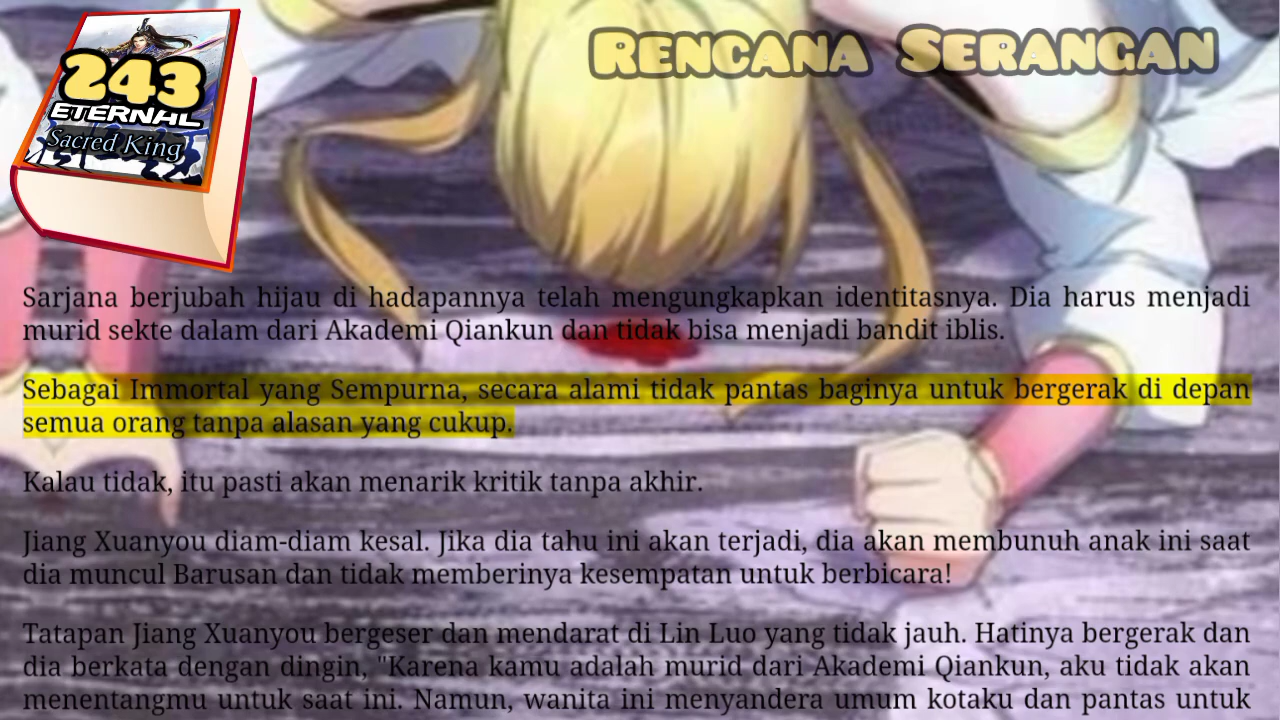 243
ETERNAL
Sacred King
RENCANA SERANGAN
Sarjana berjubah hijau di hadapannya telah mengungkapkan identitasnya. Dia harus menjadi
murid sekte dalam dari Akademi Qiankun dan tidak bisa menjadi bandit iblis.
Sebagai Immortal yang Sempurna, secara alami tidak pantas baginya untuk bergerak di depan
semua orang tanpa alasan yang cukup.
Kalau tidak, itu pasti akan menarik kritik tanpa akhir.
Jiang Xuanyou diam-diam kesal. Jika dia tahu ini akan terjadi, dia akan membunuh anak ini saat
dia muncul Barusan dan tidak memberinya kesempatan untuk berbicara!
Tatapan Jiang Xuanyou bergeser dan mendarat di Lin Luo yang tidak jauh. Hatinya bergerak dan
dia berkata dengan dingin, "Karena kamu adalah murid dari Akademi Qiankun, aku tidak akan
menentangmu untuk saat ini. Namun, wanita ini menyandera umum kotaku dan pantas untuk